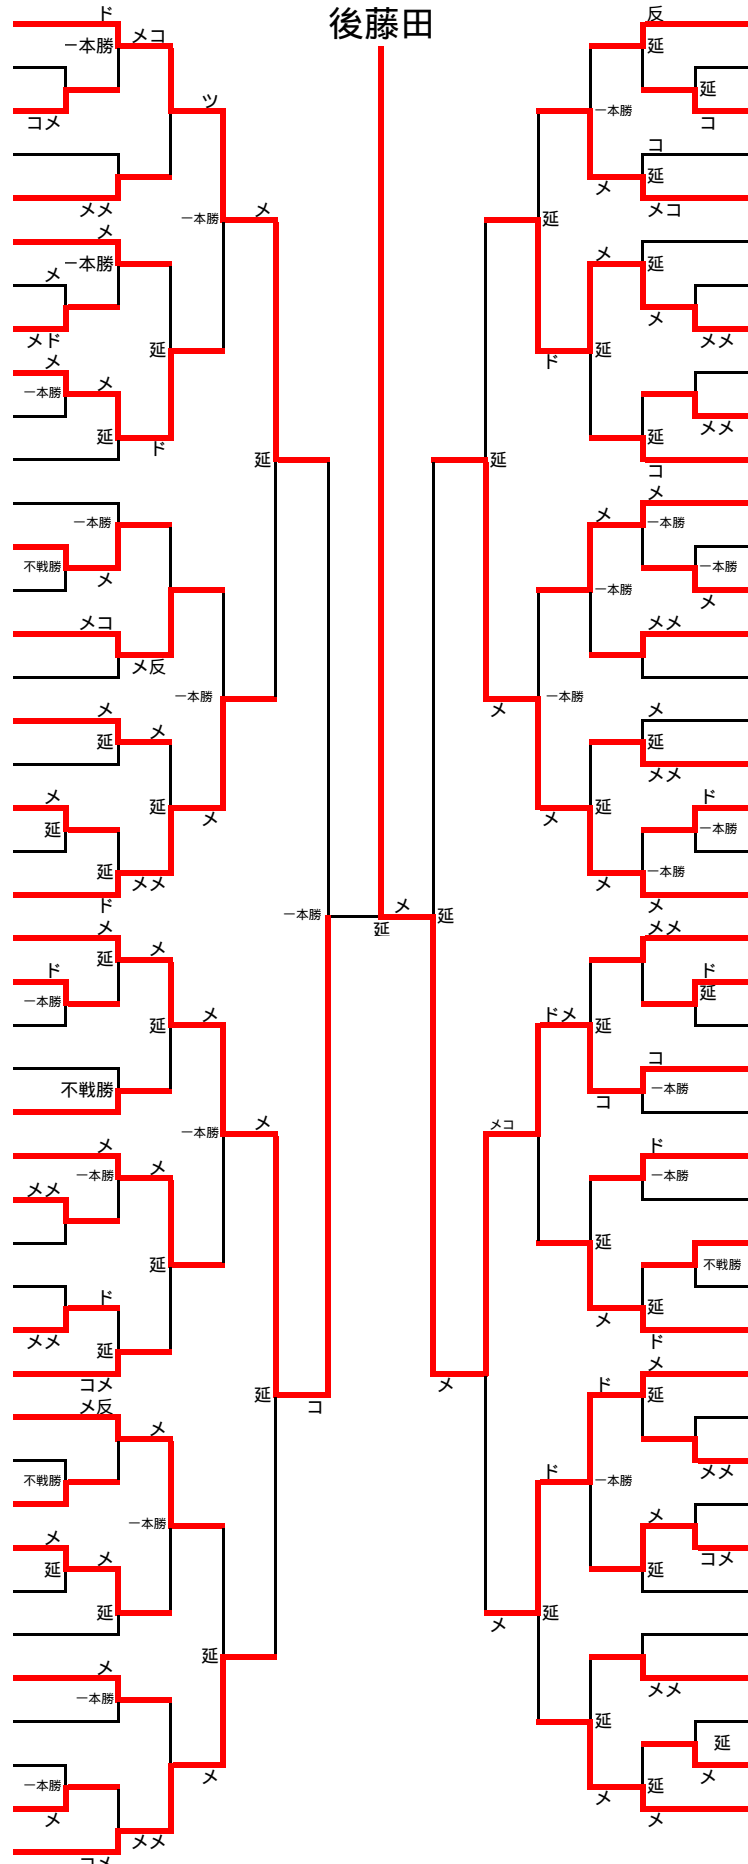 後藤田
ド
一本勝
メコ
コメ
ツ
メメ
一本勝
メ
メ
一本勝
メ
メド
延
メ
一本勝
メ
延
ド
延
一本勝
不戦勝
メ
メコ
メ反
一本勝
メ
延
メ
メ
延
延
メ
延
メメ
ド
一本勝
メ
延
メ
ド
一本勝
延
メ
不戦勝
一本勝
メ
メ
一本勝
メ
メメ
延
ド
メメ
延
コメ
延
コ
メ反
メ
不戦勝
一本勝
メ
延
メ
延
延
メ
一本勝
メ
一本勝
メ
メメ
コメ
延
メ
延
反
延
延
コ
一本勝
コ
延
メ
メコ
延
メ
延
メ
メメ
ド
延
メメ
延
コ
延
メ
メ
一本勝
一本勝
メ
一本勝
メメ
メ
一本勝
メ
延
メメ
メ
延
ド
一本勝
一本勝
メ
メ
メメ
ド
延
ドメ
延
コ
一本勝
コ
メコ
ド
一本勝
延
不戦勝
延
メ
ド
メ
メ
ド
延
メメ
ド
一本勝
メ
コメ
延
メ
延
メメ
延
延
メ
延
メ
メ